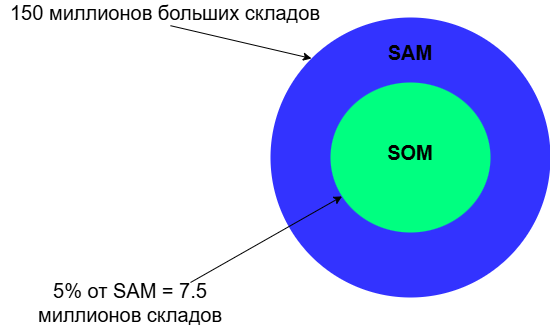 150 миллионов больших складов
SAM
SOM
5% от SAM = 7.5
миллионов складов